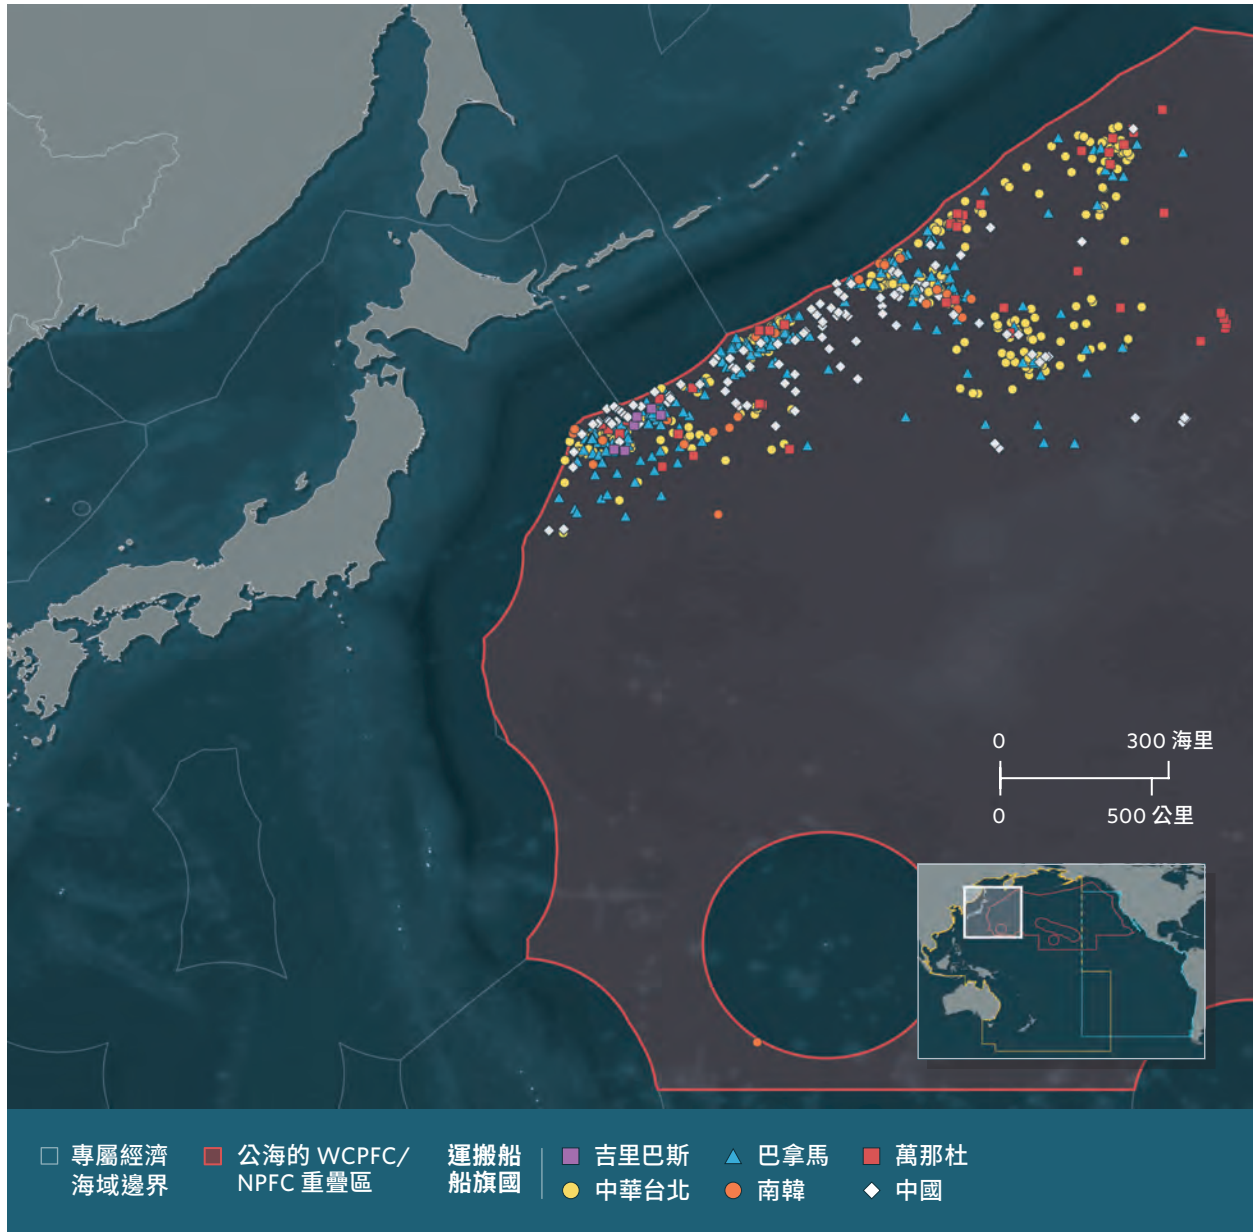 0 300 海里
0 500 公里
專屬經濟
海域邊界
公海的 WCPFC/
NPFC 重疊區
運搬船
船旗國
吉里巴斯
巴拿馬
萬那杜
中華台北
南韓
中國